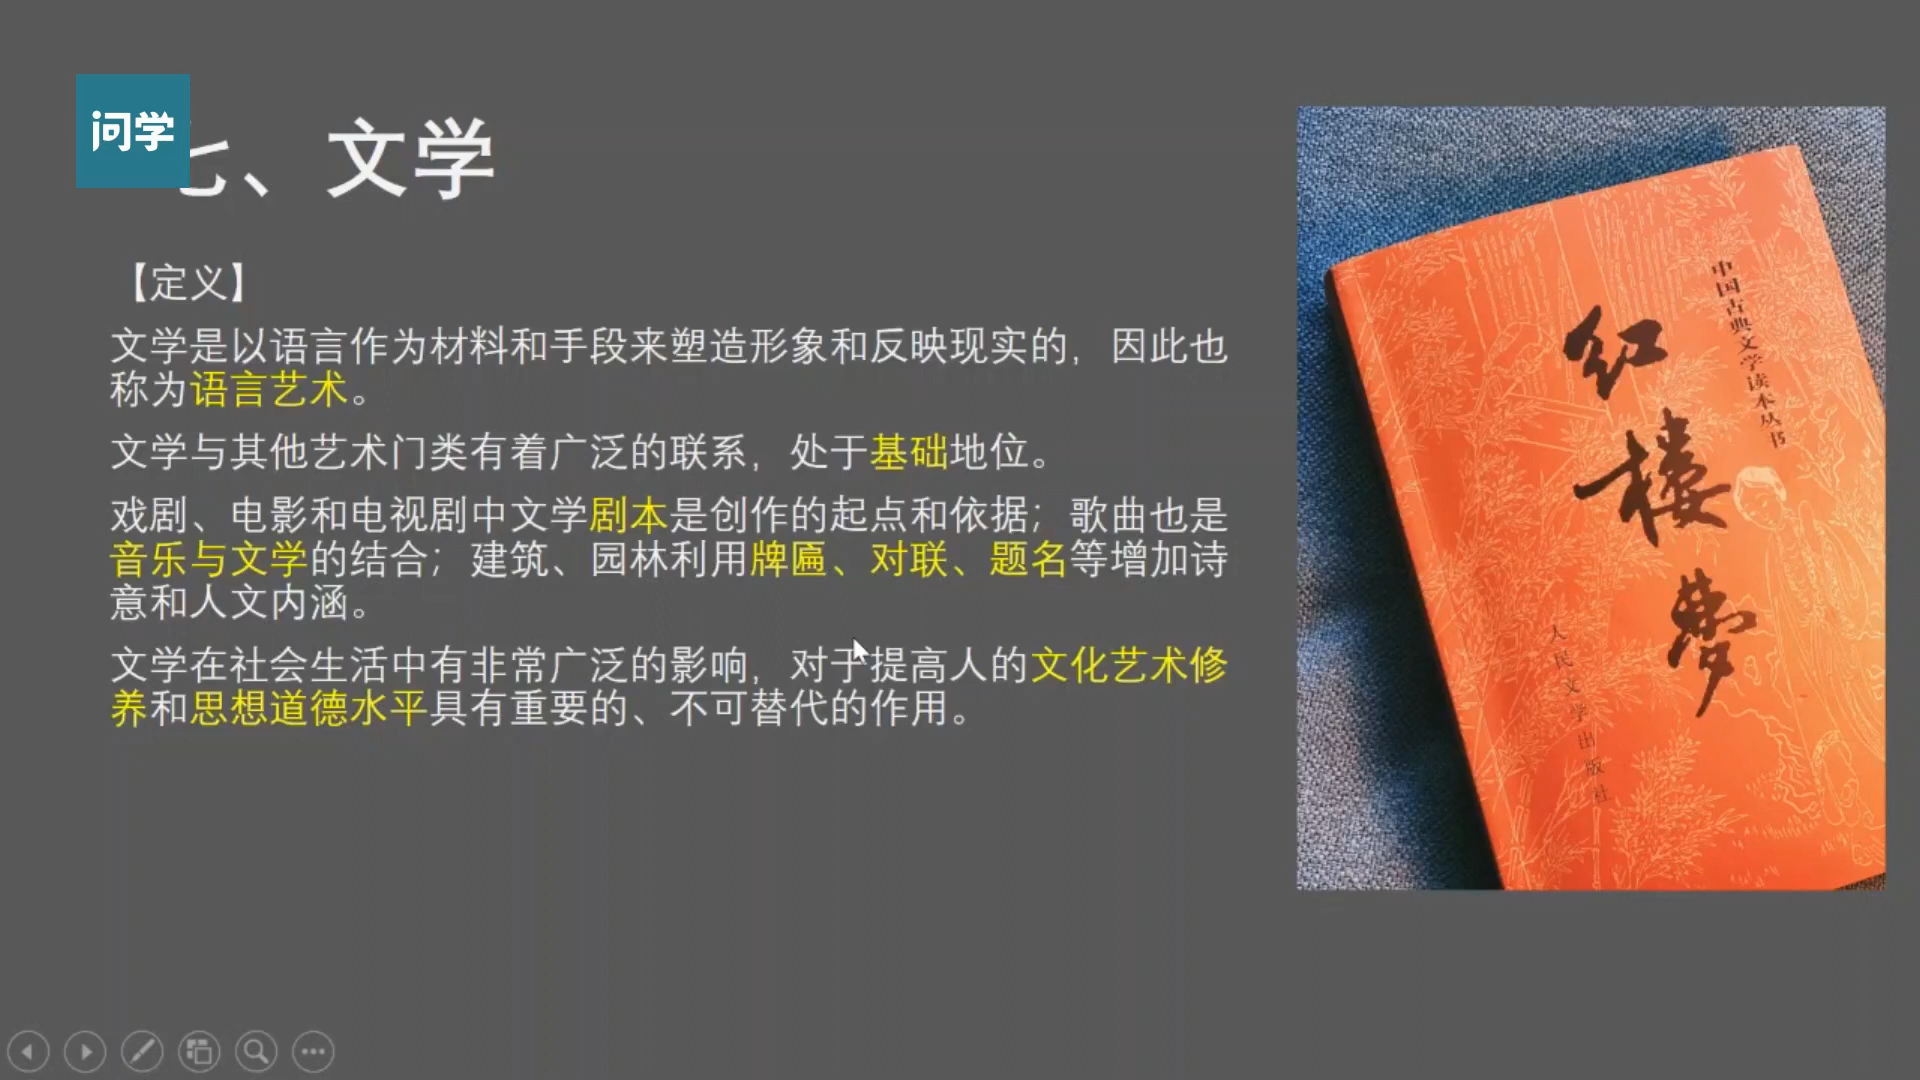 问学
七、文学
【定义】
文学是以语言作为材料和手段来塑造形象和反映现实的，因此也
称为语言艺术。
文学与其他艺术门类有着广泛的联系，处于基础地位。
戏剧、电影和电视剧中文学剧本是创作的起点和依据；歌曲也是
音乐与文学的结合；建筑、园林利用牌匾、对联、题名等增加诗
意和人文内涵。
文学在社会生活中有非常广泛的影响，对于提高人的文化艺术修
养和思想道德水平具有重要的、不可替代的作用。
中国古典文学读本丛书
红楼梦
人民文学出版社